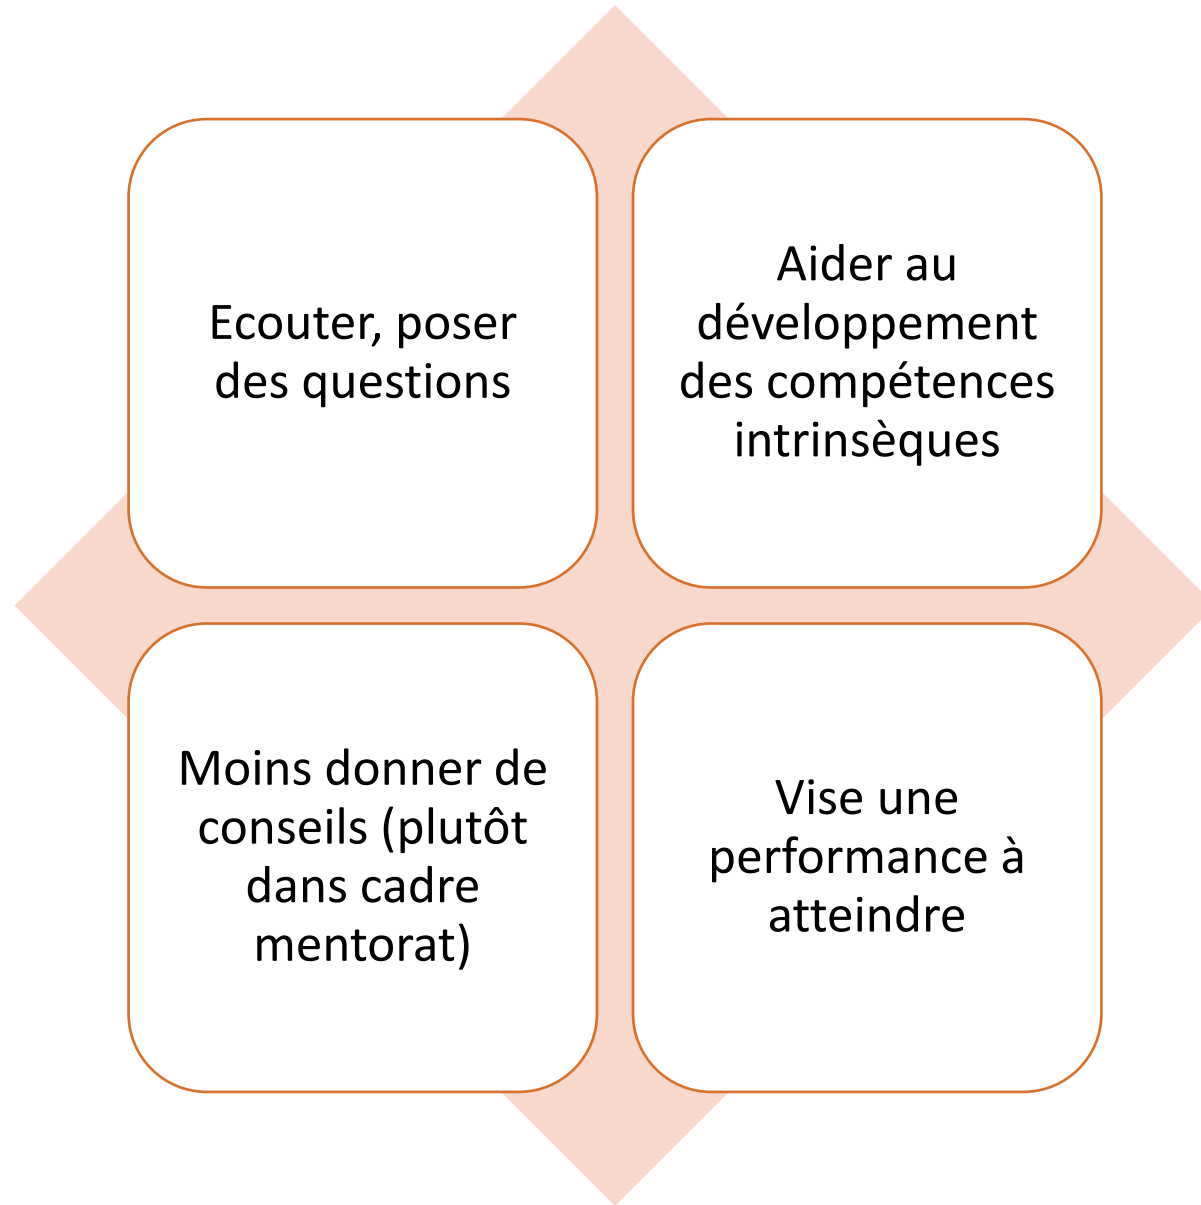 Ecouter, poser
des questions
Aider au
développement
des compétences
intrinsèques
Moins donner de
conseils (plutôt
dans cadre
mentorat)
Vise une
performance à
atteindre